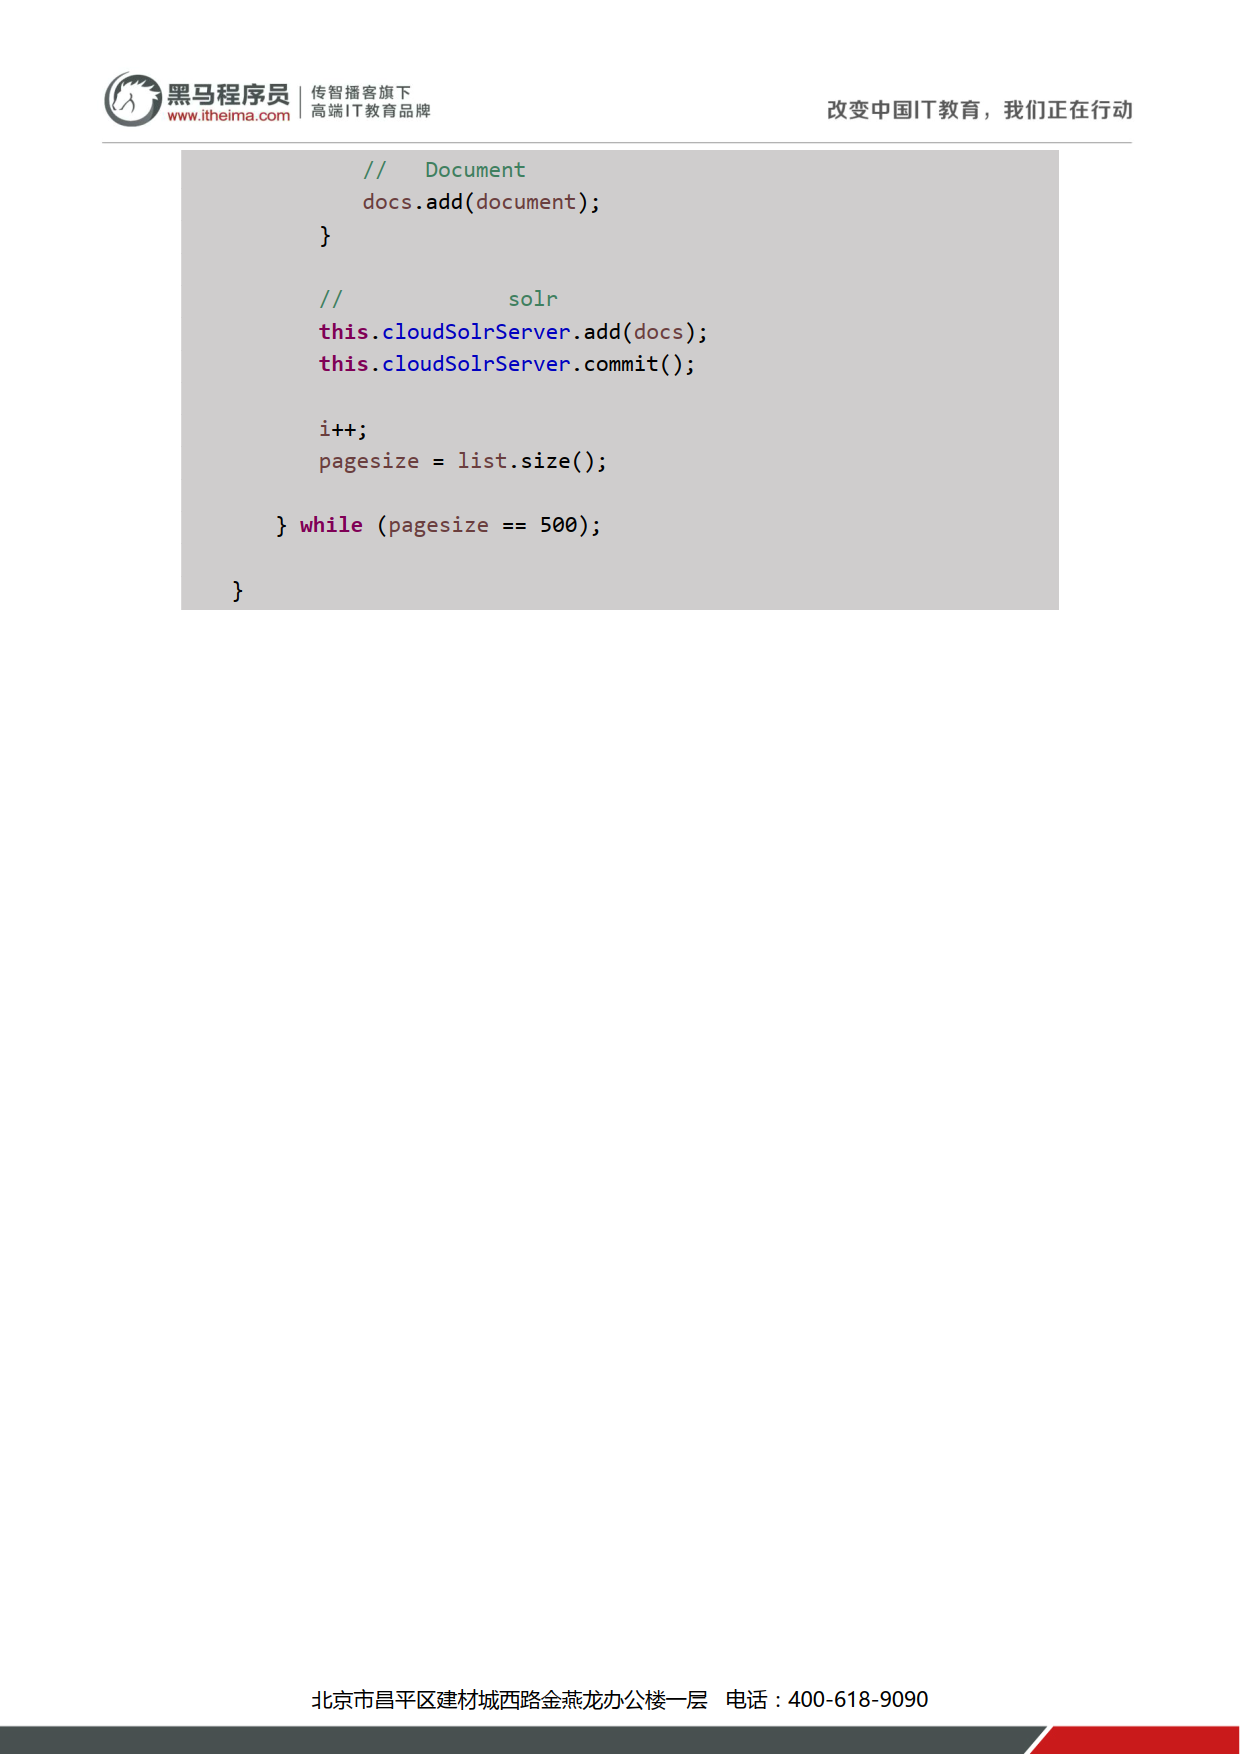 黑马程序员
www.itheima.com
传智播客旗下
高端IT教育品牌
改变中国IT教育，我们正在行动
// Document
docs.add(document);
}
// solr
this.cloudSolrServer.add(docs);
this.cloudSolrServer.commit();
i++;
pagesize = list.size();
} while (pagesize == 500);
}
北京市昌平区建材城西路金燕龙办公楼一层 电话：400-618-9090